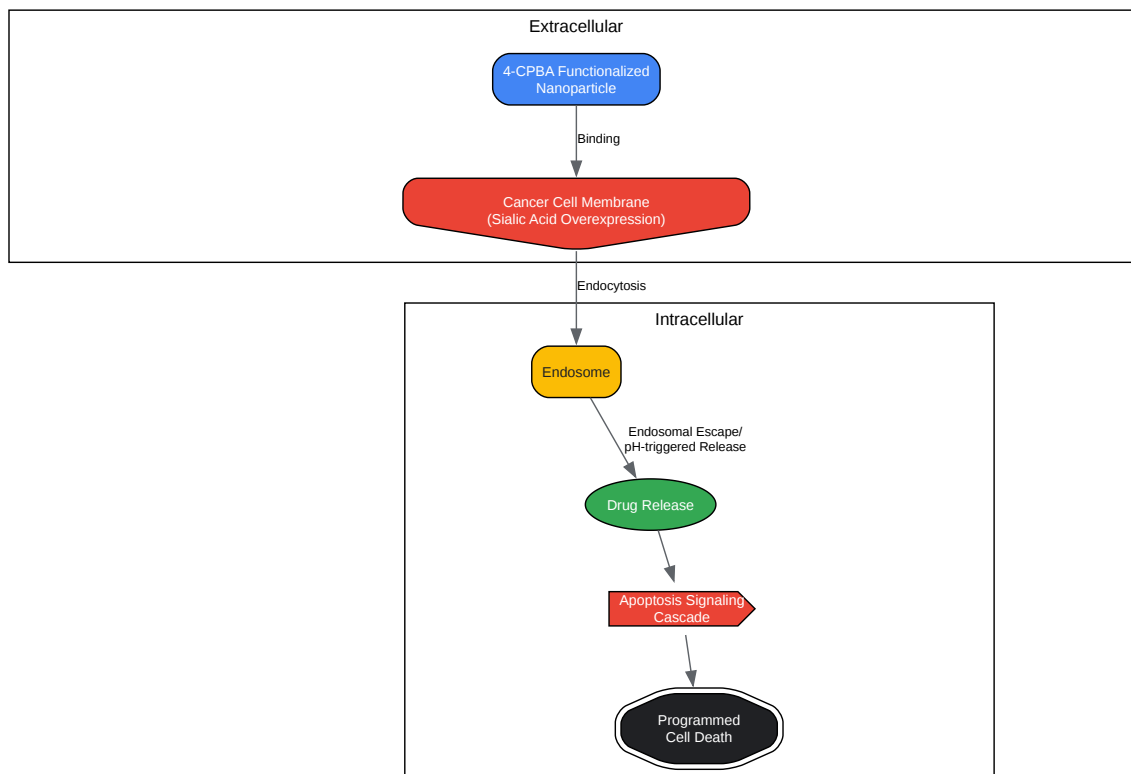 Extracellular
4-CPBA Functionalized
Nanoparticle
Binding
Cancer Cell Membrane
(Sialic Acid Overexpression)
Endocytosis
Intracellular
Endosome
Endosomal Escape/
pH-triggered Release
Drug Release
Apoptosis Signaling
Cascade
Programmed
Cell Death